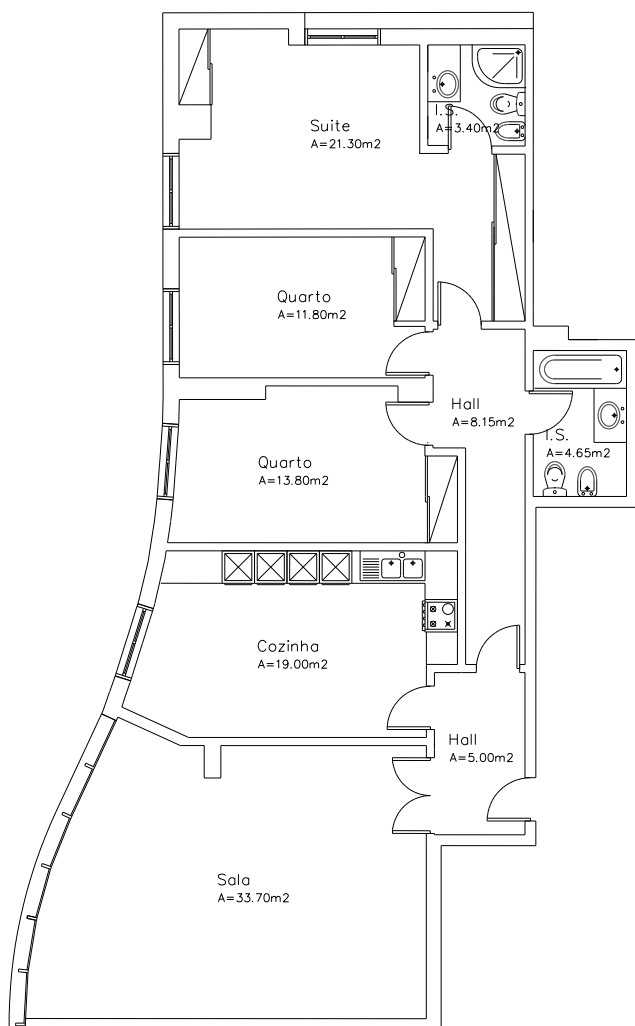 Suite
A=21.30m2
I.S.
A=3.40m2
Quarto
A=11.80m2
Hall
A=8.15m2
I.S.
A=4.65m2
Quarto
A=13.80m2
Cozinha
A=19.00m2
Hall
A=5.00m2
Sala
A=33.70m2